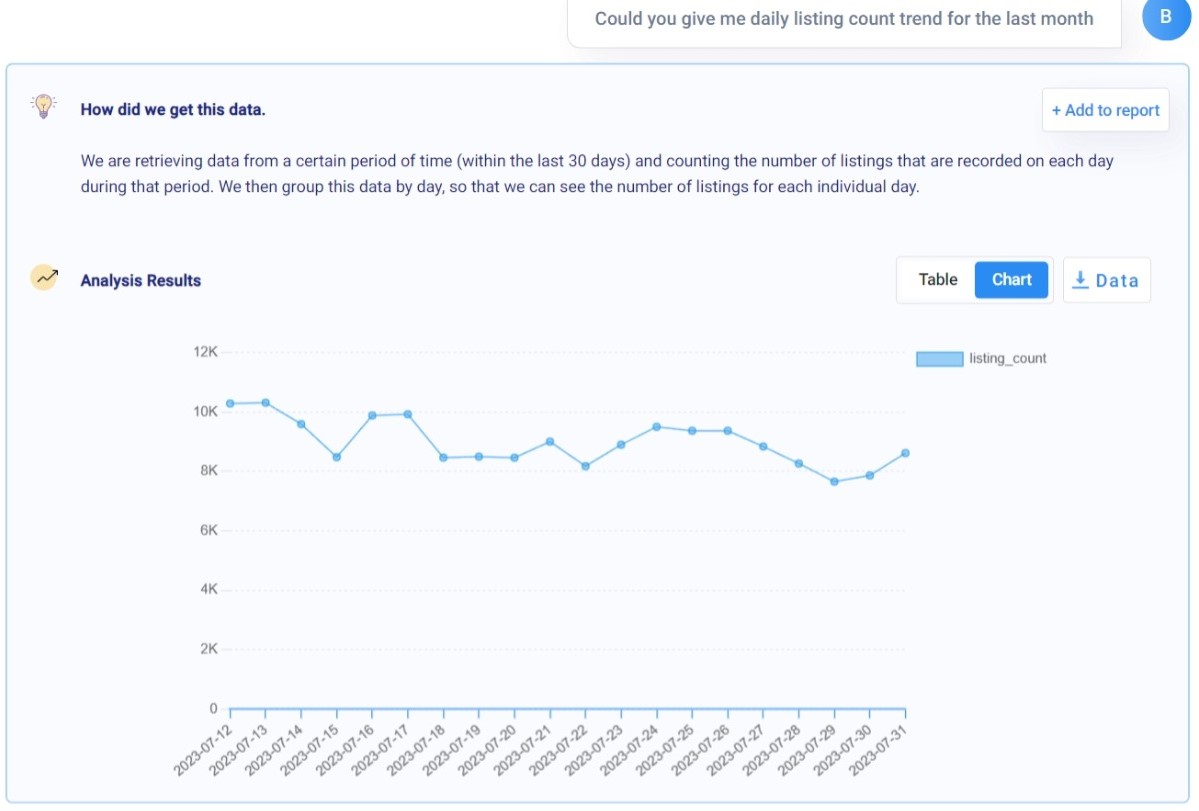 Could you give me daily listing count trend for the last month
B
How did we get this data.
+ Add to report
We are retrieving data from a certain period of time (within the last 30 days) and counting the number of listings that are recorded on each day
during that period. We then group this data by day, so that we can see the number of listings for each individual day.
Analysis Results
Table
Chart
Data
listing_count
12K
10K
8K
6K
4K
2K
0
2023-07-12
2023-07-13
2023-07-14
2023-07-15
2023-07-16
2023-07-17
2023-07-18
2023-07-19
2023-07-20
2023-07-21
2023-07-22
2023-07-23
2023-07-24
2023-07-25
2023-07-26
2023-07-27
2023-07-28
2023-07-29
2023-07-30
2023-07-31